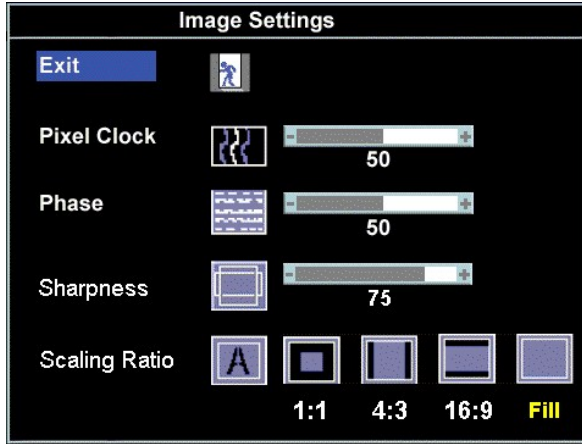 Image Settings
Exit
Pixel Clock
- +
50
Phase
- +
50
Sharpness
- +
75
Scaling Ratio A
1:1 4:3 16:9 Fill